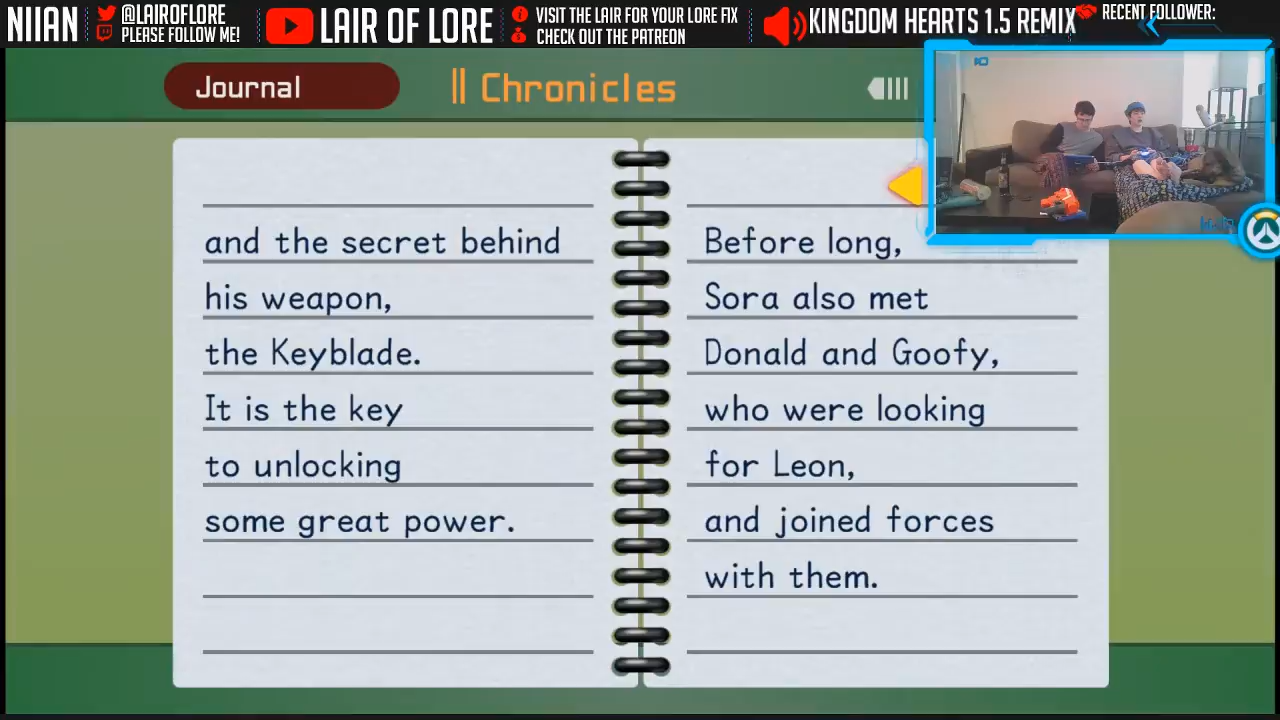 NIIAN
@LAIROFLORE
PLEASE FOLLOW ME!
LAIR OF LORE
VISIT THE LAIR FOR YOUR LORE FIX
CHECK OUT THE PATREON
KINGDOM HEARTS 1.5 REMIX
RECENT FOLLOWER:
Journal
Chronicles
and the secret behind
his weapon,
the Keyblade.
It is the key
to unlocking
some great power.
Before long,
Sora also met
Donald and Goofy,
who were looking
for Leon,
and joined forces
with them.